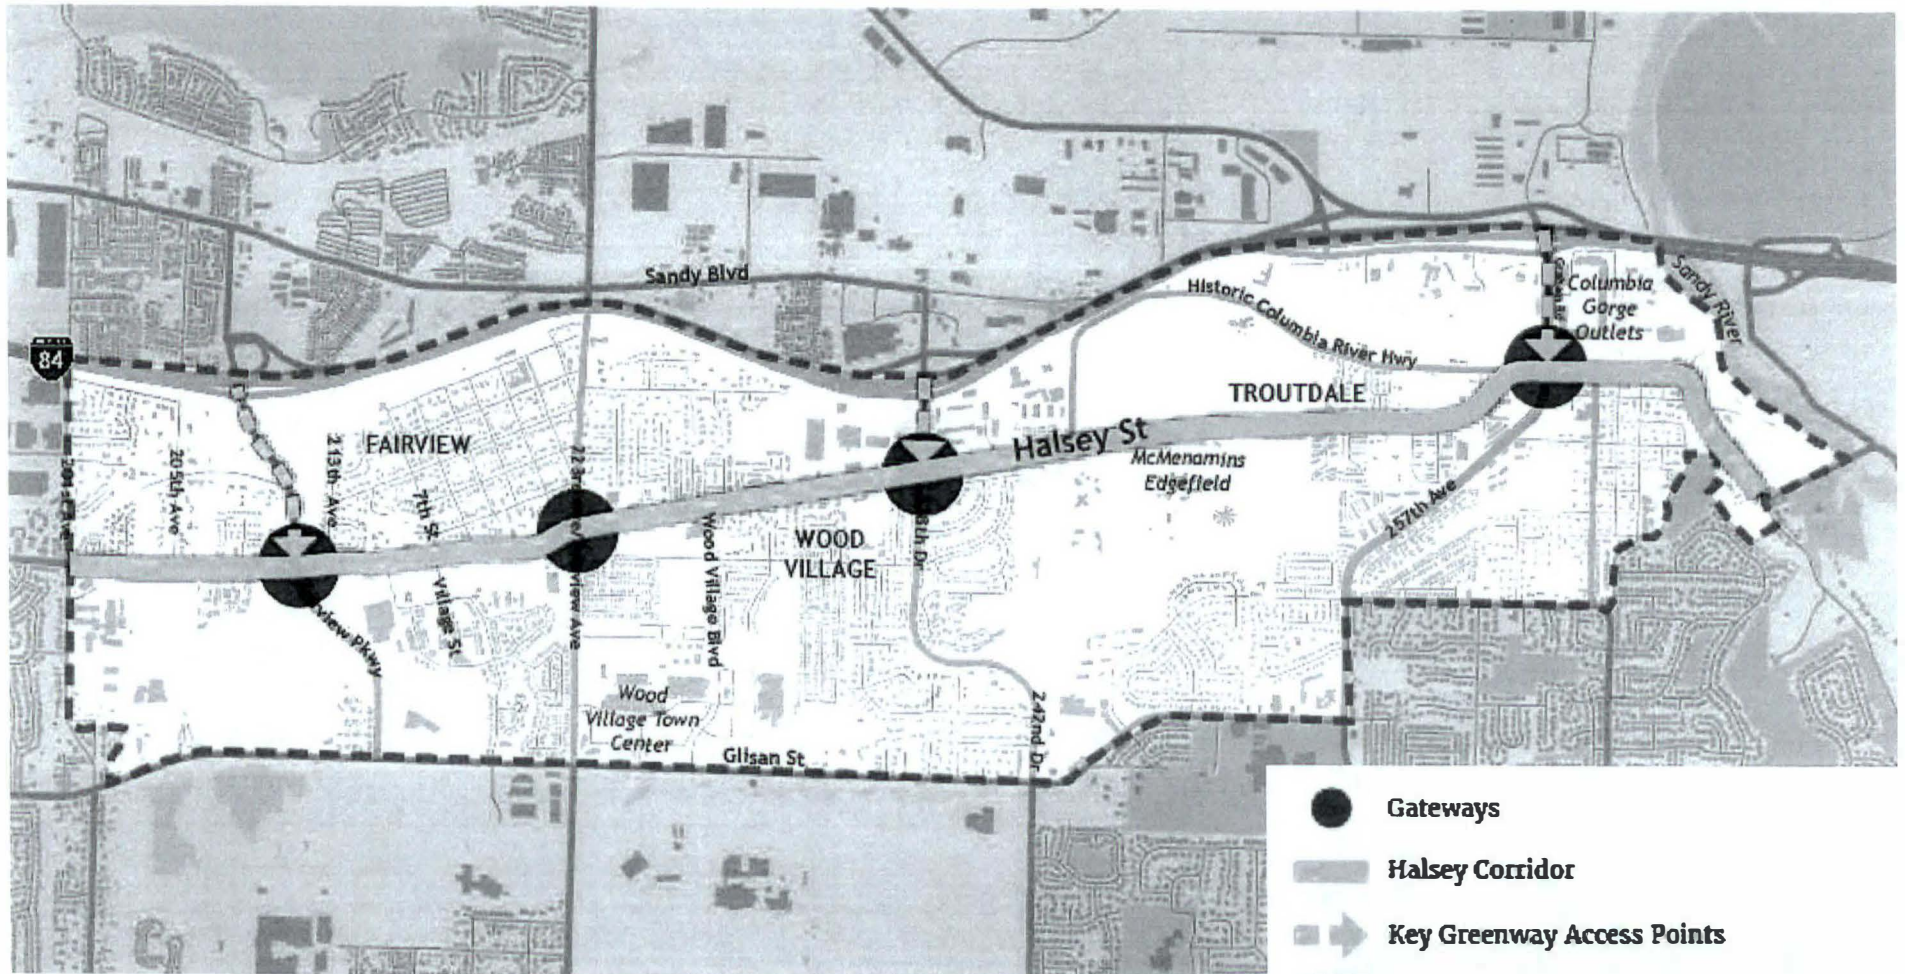 Sandy Blvd
84
Historic Columbia River Hwy
Columbia
Gorge
Outlets
Sandy River
TROUTDALE
Halsey St
McMenamins
Edgefield
FAIRVIEW
205th Ave
213th Ave
7th St
Village St
view Pkwy
Wood Village Blvd
WOOD
VILLAGE
257th Ave
242nd Dr
Wood
Village Town
Center
Glisan St
Gateways
Halsey Corridor
Key Greenway Access Points